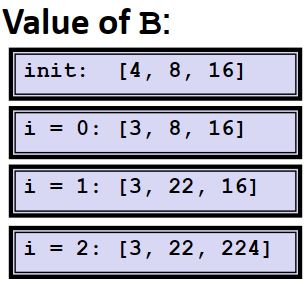 Value of B:
init:  [4, 8, 16]
i = 0: [3, 8, 16]
i = 1: [3, 22, 16]
i = 2: [3, 22, 224]